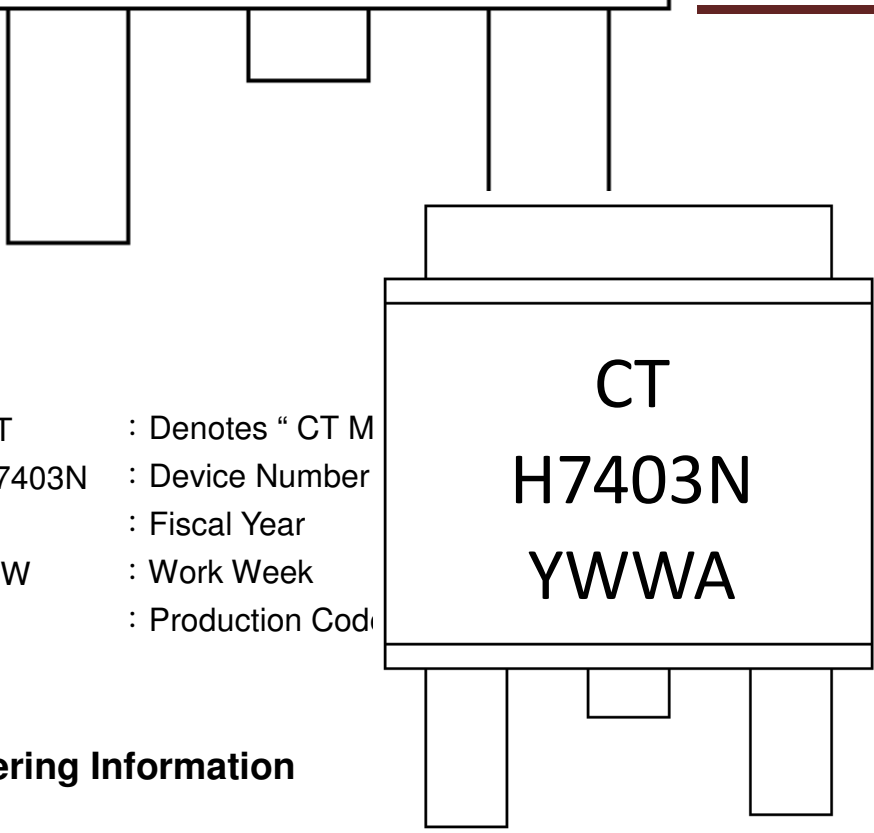 T : Denotes “ CT M
7403N : Device Number
: Fiscal Year
W : Work Week
: Production Cod
ering Information
CT
H7403N
YWWA